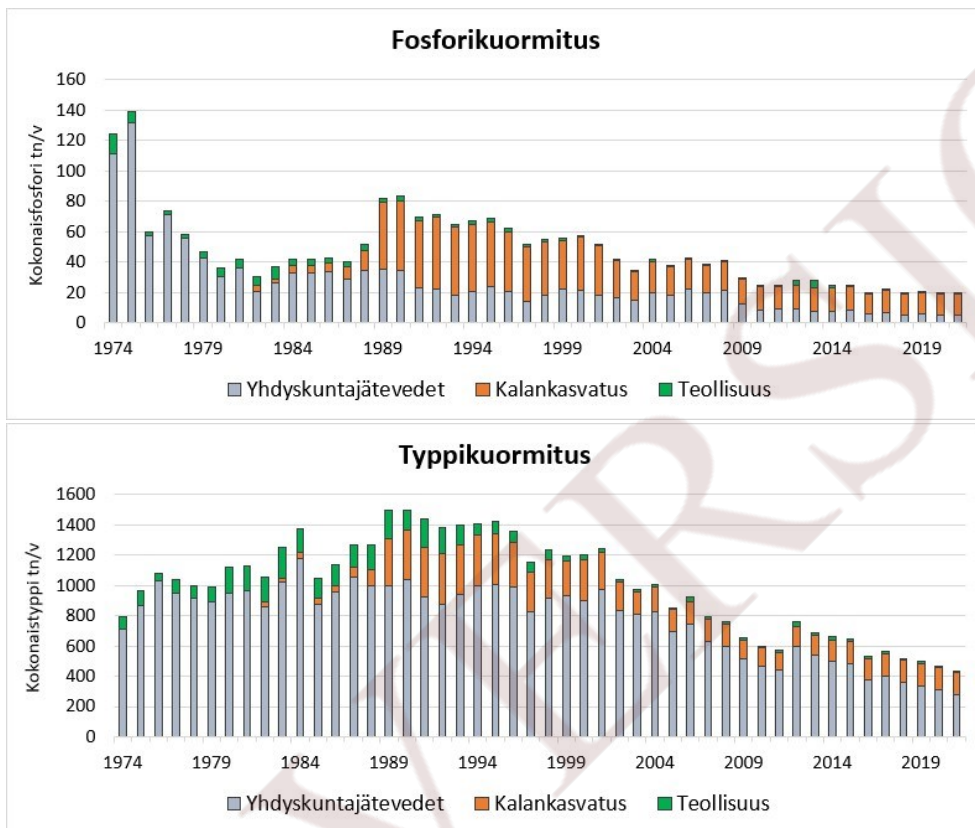 Fosforikuormitus
Kokonaisfosfori tn/v
160
140
120
100
80
60
40
20
0
1974 1979 1984 1989 1994 1999 2004 2009 2014 2019
Yhdyskuntajätevedet Kalankasvatus Teollisuus
Typpikuormitus
Kokonaistyppi tn/v
1600
1400
1200
1000
800
600
400
200
0
1974 1979 1984 1989 1994 1999 2004 2009 2014 2019
Yhdyskuntajätevedet Kalankasvatus Teollisuus
VERSIO